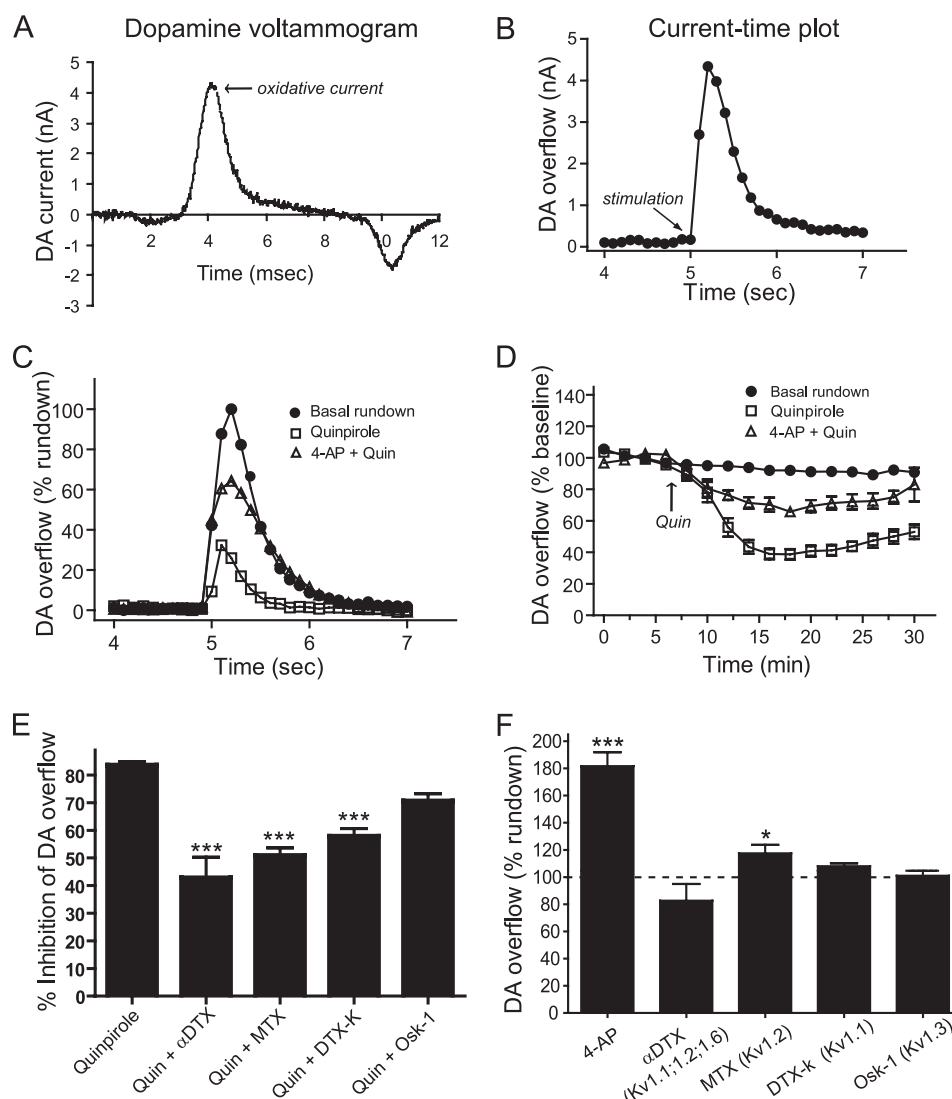 A
Dopamine voltammogram
DA current (nA)
5
4
3
2
1
0
-1
-2
-3
oxidative current
2
4
6
8
10
12
Time (msec)
B
Current-time plot
DA overflow (nA)
5
4
3
2
1
0
stimulation
4
5
6
7
Time (sec)
C
DA overflow (% rundown)
100
80
60
40
20
0
Basal rundown
Quinpirole
4-AP + Quin
4
5
6
7
Time (sec)
D
DA overflow (% baseline)
140
120
100
80
60
40
20
0
Basal rundown
Quinpirole
4-AP + Quin
Quin
0
5
10
15
20
25
30
Time (min)
E
% Inhibition of DA overflow
80
70
60
50
40
30
20
10
0
***
***
***
Quinpirole
Quin + αDTX
Quin + MTX
Quin + DTX-K
Quin + Osk-1
F
DA overflow (% rundown)
200
180
160
140
120
100
80
60
40
20
0
***
*
4-AP
αDTX
(Kv1.1;1.2;1.6)
MTX (Kv1.2)
DTX-k (Kv1.1)
Osk-1 (Kv1.3)